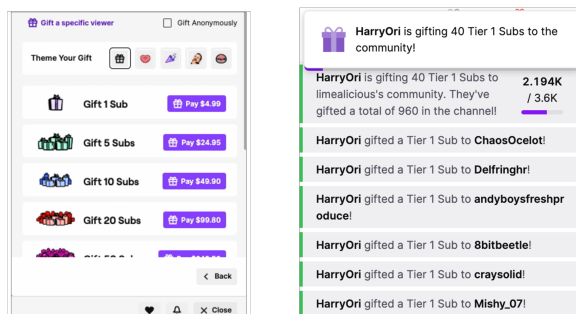 Gift a specific viewer
Gift Anonymously
Theme Your Gift
Gift 1 Sub
Pay $4.99
Gift 5 Subs
Pay $24.95
Gift 10 Subs
Pay $49.90
Gift 20 Subs
Pay $99.80
Back
Close
HarryOri is gifting 40 Tier 1 Subs to the
community!
HarryOri is gifting 40 Tier 1 Subs to
limealicious's community. They've
gifted a total of 960 in the channel!
2.194K
/ 3.6K
HarryOri gifted a Tier 1 Sub to ChaosOcelot!
HarryOri gifted a Tier 1 Sub to Delfringhr!
HarryOri gifted a Tier 1 Sub to andyboysfreshpr
oduce!
HarryOri gifted a Tier 1 Sub to 8bitbeetle!
HarryOri gifted a Tier 1 Sub to craysolid!
HarryOri gifted a Tier 1 Sub to Mishy_07!